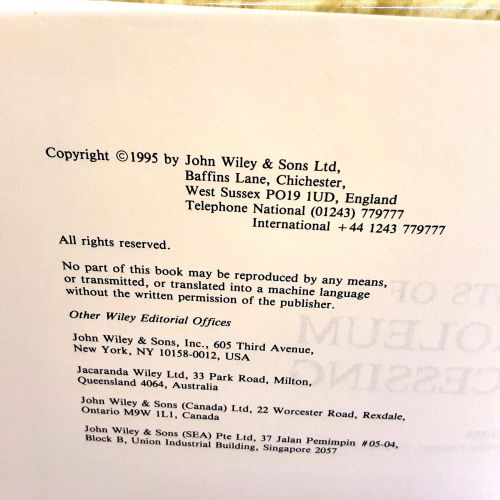 Copyright ©1995 by John Wiley & Sons Ltd,
Baffins Lane, Chichester,
West Sussex PO19 1UD, England
Telephone National (01243) 779777
International +44 1243 779777
All rights reserved.
No part of this book may be reproduced by any means,
or transmitted, or translated into a machine language
without the written permission of the publisher.
Other Wiley Editorial Offices
John Wiley & Sons, Inc., 605 Third Avenue,
New York, NY 10158-0012, USA
Jacaranda Wiley Ltd, 33 Park Road, Milton,
Queensland 4064, Australia
John Wiley & Sons (Canada) Ltd, 22 Worcester Road, Rexdale,
Ontario M9W 1L1, Canada
John Wiley & Sons (SEA) Pte Ltd, 37 Jalan Pemimpin #05-04,
Block B, Union Industrial Building, Singapore 2057